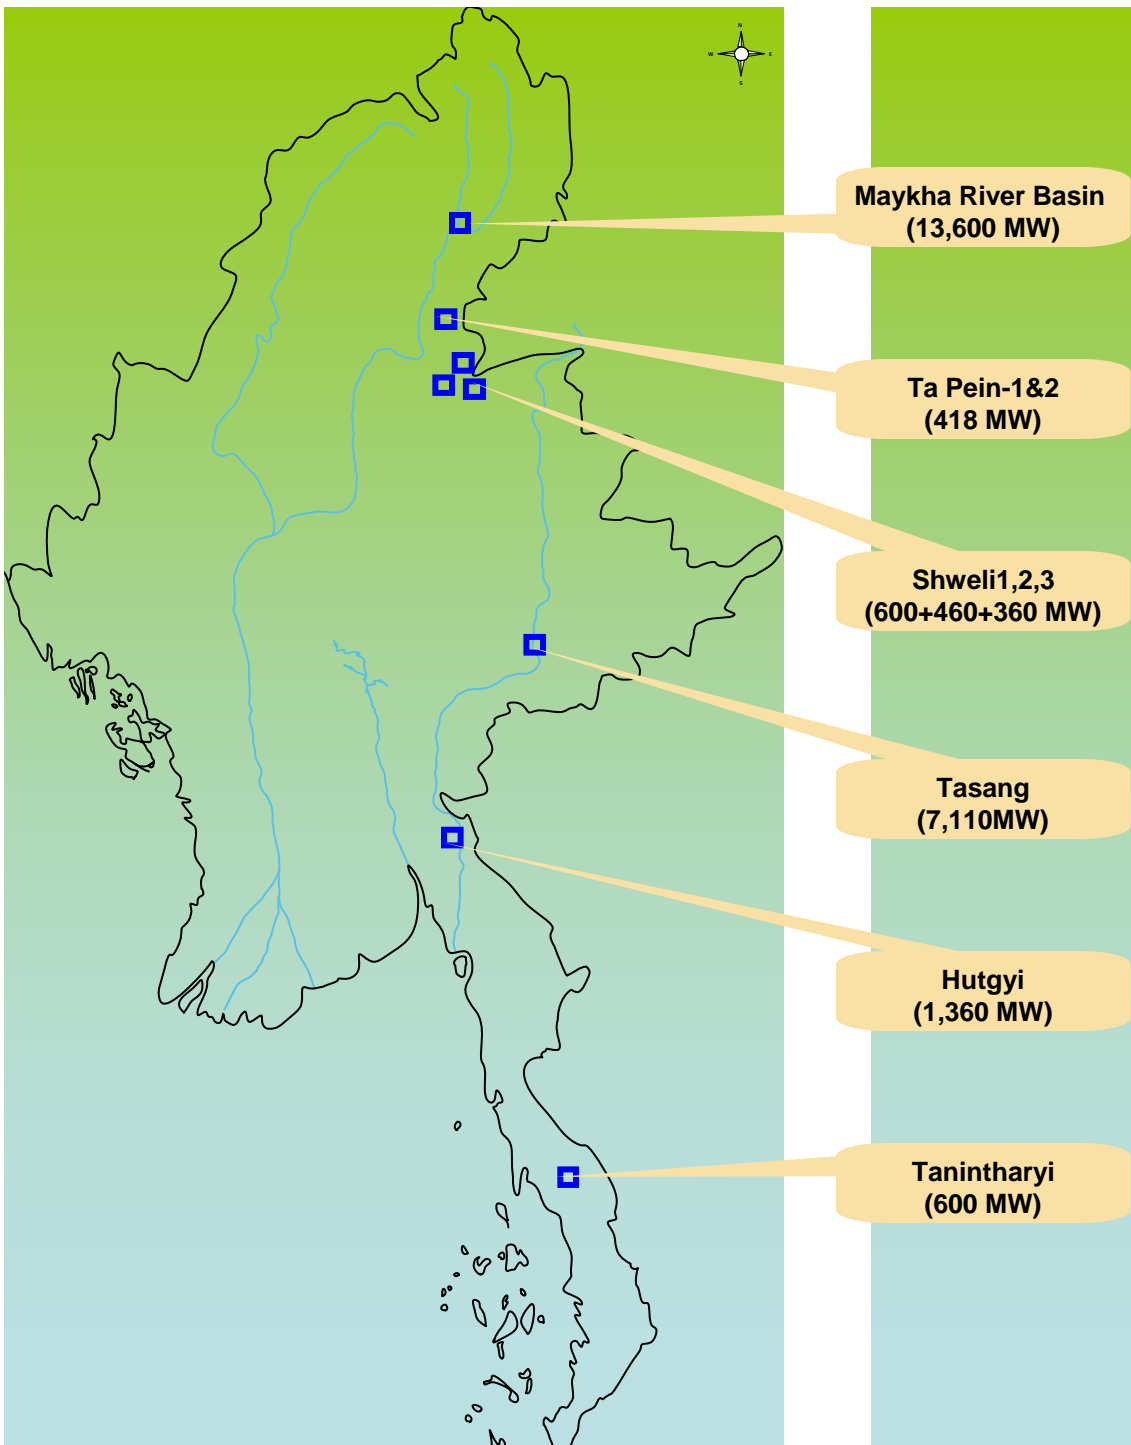 N
W E
S
Maykha River Basin
(13,600 MW)
Ta Pein-1&2
(418 MW)
Shweli1,2,3
(600+460+360 MW)
Tasang
(7,110MW)
Hutgyi
(1,360 MW)
Tanintharyi
(600 MW)